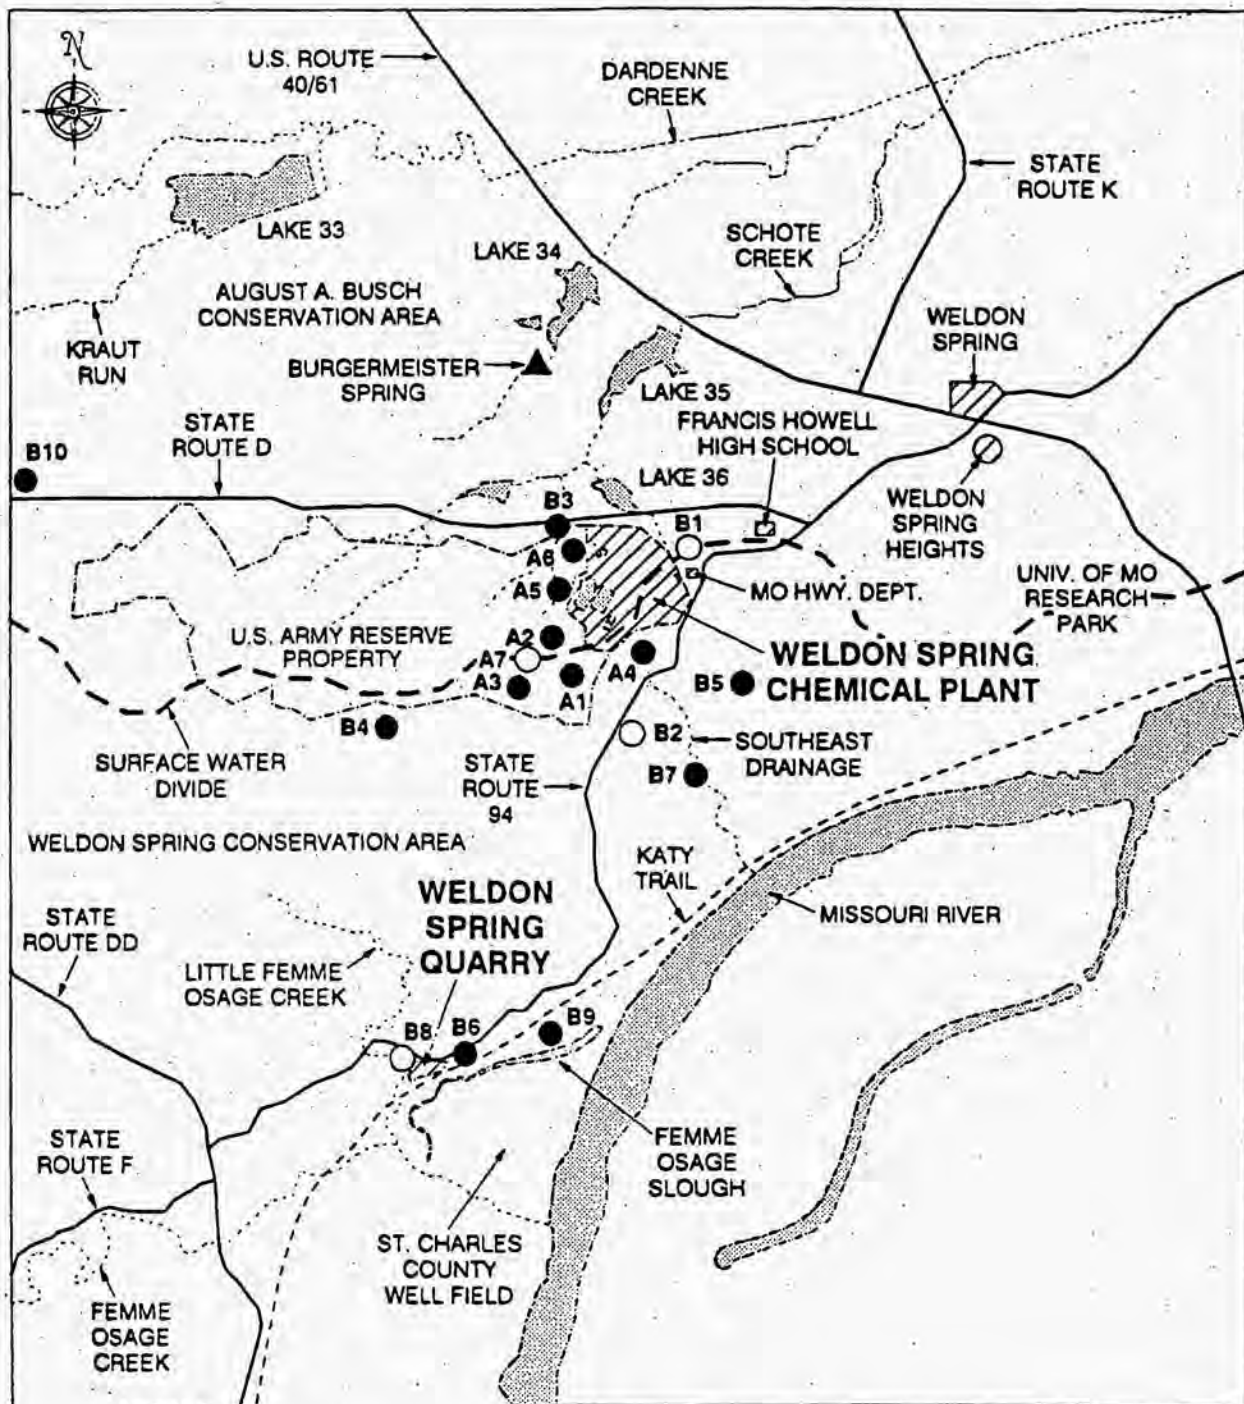 N
U.S. ROUTE
40/61
DARDENNE
CREEK
STATE
ROUTE K
LAKE 33
LAKE 34
SCHOTE
CREEK
AUGUST A. BUSCH
CONSERVATION AREA
WELDON
SPRING
KRAUT
RUN
BURGERMEISTER
SPRING
LAKE 35
FRANCIS HOWELL
HIGH SCHOOL
STATE
ROUTE D
B10
LAKE 36
WELDON
SPRING
HEIGHTS
B3
B1
A6
A5
MO HWY. DEPT.
UNIV. OF MO
RESEARCH
PARK
U.S. ARMY RESERVE
PROPERTY
A2
A7
A3
A1
A4
WELDON SPRING
CHEMICAL PLANT
B5
B4
B2
SOUTHEAST
DRAINAGE
SURFACE WATER
DIVIDE
STATE
ROUTE
94
B7
WELDON SPRING CONSERVATION AREA
KATY
TRAIL
WELDON
SPRING
QUARRY
MISSOURI RIVER
STATE
ROUTE DD
LITTLE FEMME
OSAGE CREEK
B8
B6
B9
STATE
ROUTE F
FEMME
OSAGE
SLOUGH
ST. CHARLES
COUNTY
WELL FIELD
FEMME
OSAGE
CREEK